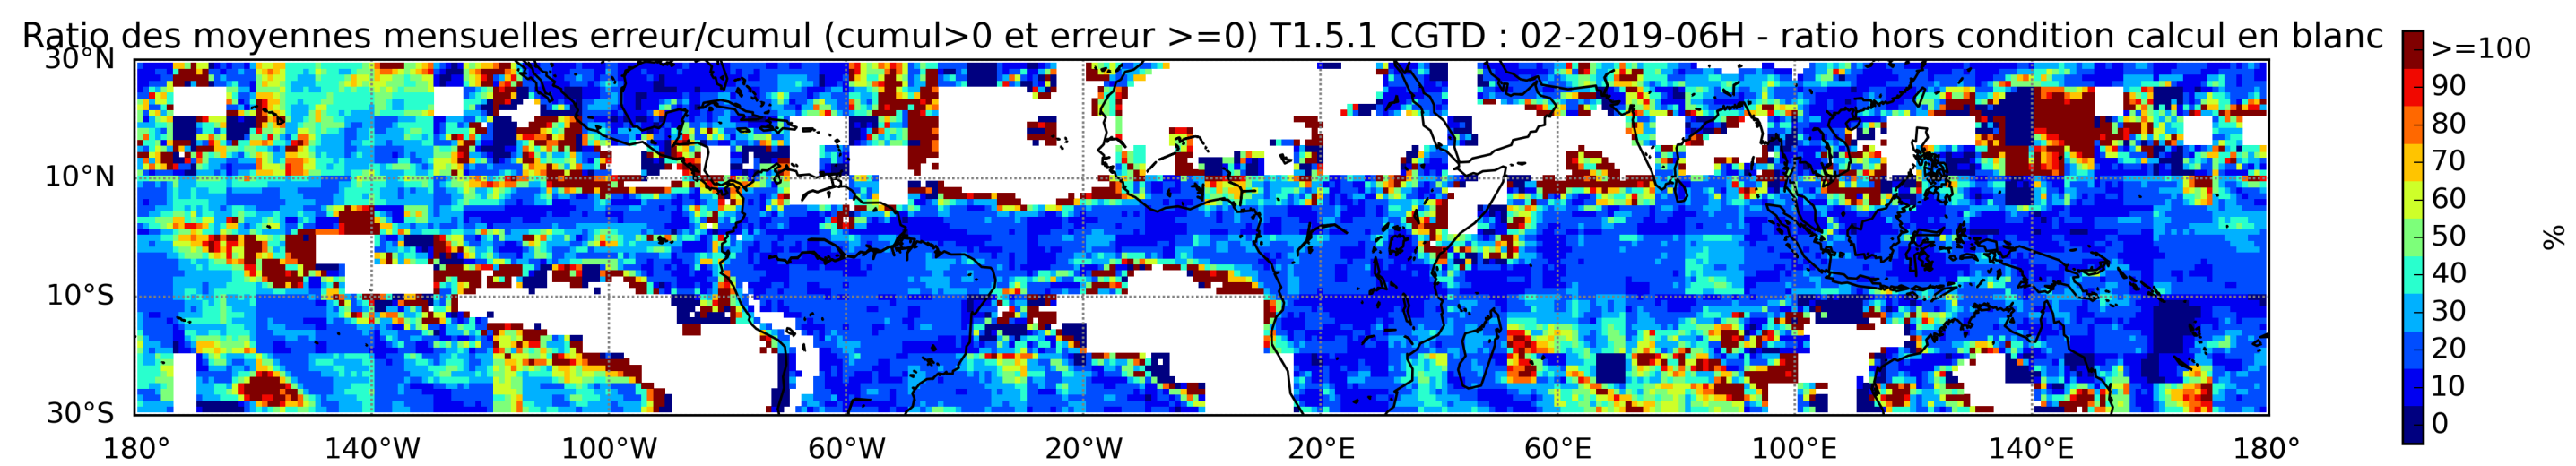 Ratio des moyennes mensuelles erreur/cumul (cumul>0 et erreur >=0) T1.5.1 CGTD : 02-2019-06H - ratio hors condition calcul en blanc
30°N
10°N
10°S
30°S
180° 140°W 100°W 60°W 20°W 20°E 60°E 100°E 140°E 180°
>=100
90
80
70
60
50
40
30
20
10
0
%